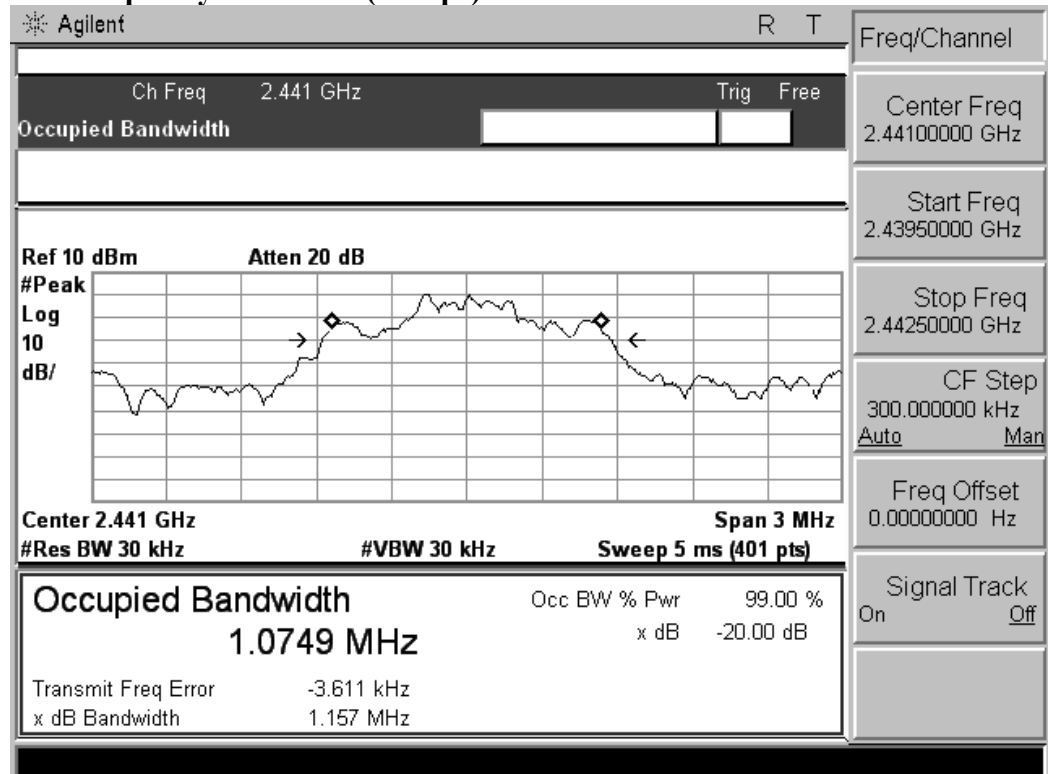 Agilent R T
Freq/Channel
Ch Freq 2.441 GHz Trig Free
Occupied Bandwidth
Center Freq
2.44100000 GHz
Start Freq
2.43950000 GHz
Ref 10 dBm Atten 20 dB
#Peak
Log
10
dB/
Stop Freq
2.44250000 GHz
CF Step
300.000000 kHz
Auto Man
Center 2.441 GHz Span 3 MHz
#Res BW 30 kHz #VBW 30 kHz Sweep 5 ms (401 pts)
Freq Offset
0.00000000 Hz
Occupied Bandwidth
1.0749 MHz
Occ BW % Pwr 99.00 %
x dB -20.00 dB
Transmit Freq Error -3.611 kHz
x dB Bandwidth 1.157 MHz
Signal Track
On Off